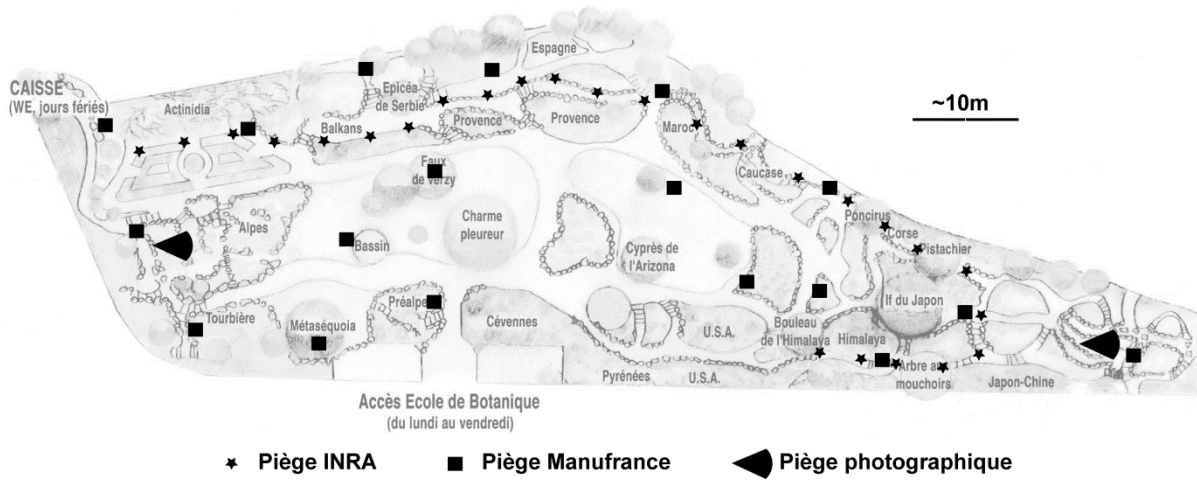 Espagne
CAISSE
(WE, jours fériés)
Actinidia
Epicéa
de Serbie
Balkans
Provence
Provence
Maroc
~10m
Caucase
Faux
de Verzy
Poncirus
Corse
Pistachier
Alpes
Charme
pleureur
Bassin
Cyprès de
l'Arizona
Tourbière
Métaséquoia
Préalpes
Cévennes
U.S.A.
Bouleau
de l'Himalaya
Himalaya
If du Japon
Pyrénées
U.S.A.
Arbre aux
mouchoirs
Japon-Chine
Accès Ecole de Botanique
(du lundi au vendredi)
Piège INRA
Piège Manufrance
Piège photographique